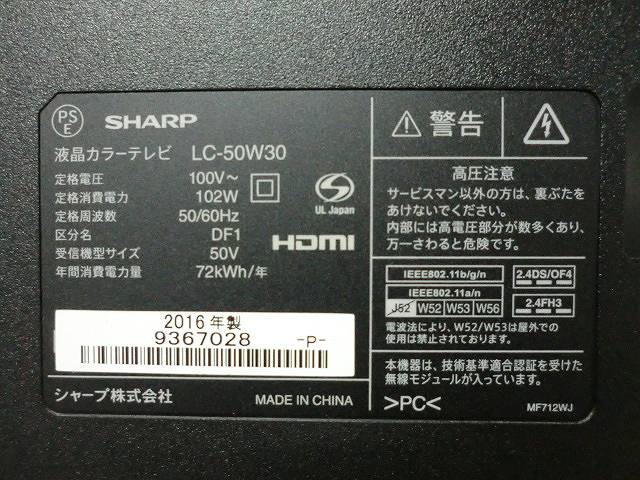 PS
E
SHARP
液晶カラーテレビ LC-50W30
定格電圧 100V~
定格消費電力 102W
定格周波数 50/60Hz
区分名 DF1
受信機型サイズ 50V
年間消費電力量 72kWh/年
UL Japan
HDMI
2016年製
9367028 -P-
シャープ株式会社 MADE IN CHINA
警告
高圧注意
サービスマン以外の方は、裏ぶたを
あけないでください。
内部には高電圧部分が数多くあり、
万一さわると危険です。
IEEE802.11b/g/n
IEEE802.11a/n
J52 W52 W53 W56
2.4DS/OF4
2.4FH3
電波法により、W52/W53は屋外での
使用は禁止されております。
本機器は、技術基準適合認証を受けた
無線モジュールが入っています。
>PC< MF712WJ